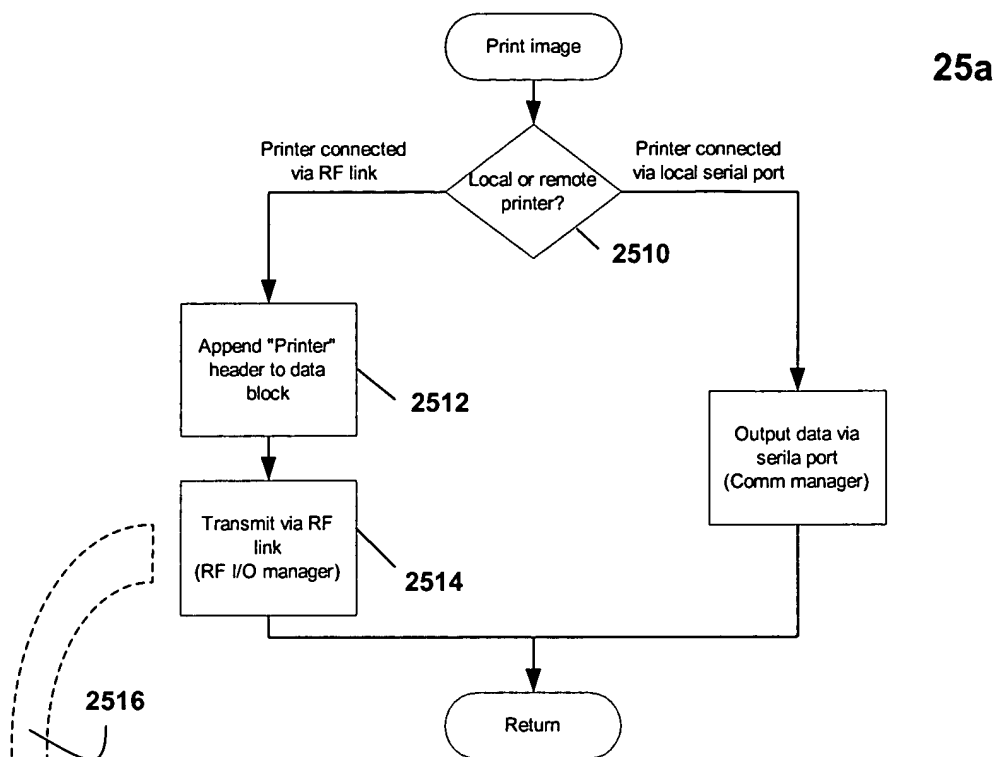 Print image
25a
Printer connected
via RF link
Printer connected
via local serial port
Local or remote
printer?
2510
Append "Printer"
header to data
block
2512
Output data via
serila port
(Comm manager)
Transmit via RF
link
(RF I/O manager)
2514
2516
Return